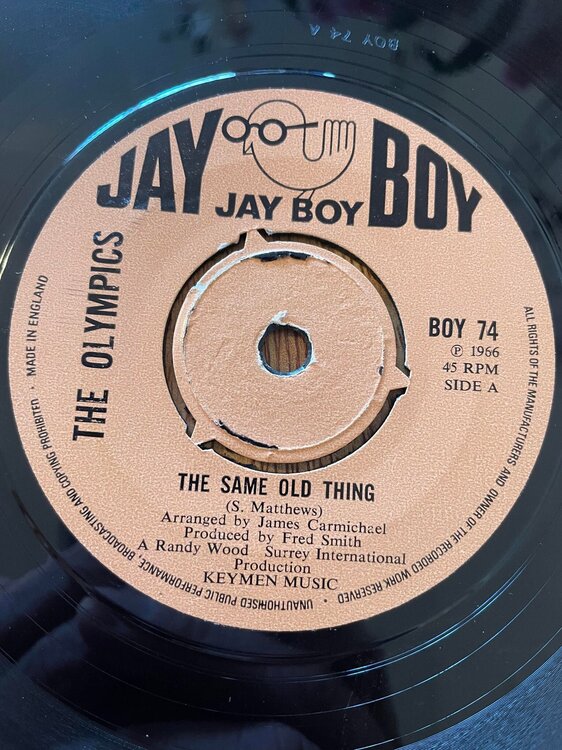 BOY 74 A
JAY BOY
JAY BOY
THE OLYMPICS
BOY 74
℗ 1966
45 RPM
SIDE A
THE SAME OLD THING
(S. Matthews)
Arranged by James Carmichael
Produced by Fred Smith
A Randy Wood Surrey International
Production
KEYMEN MUSIC
MADE IN ENGLAND
ALL RIGHTS OF THE MANUFACTURERS AND OWNER OF THE RECORDED WORK RESERVED · UNAUTHORISED PUBLIC PERFORMANCE, BROADCASTING AND COPYING PROHIBITED ·